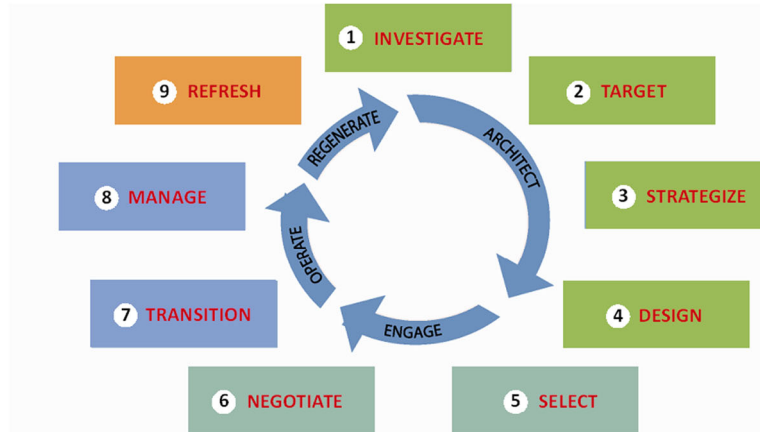 1 INVESTIGATE
2 TARGET
3 STRATEGIZE
4 DESIGN
5 SELECT
6 NEGOTIATE
7 TRANSITION
8 MANAGE
9 REFRESH
ARCHITECT
ENGAGE
OPERATE
REGENERATE